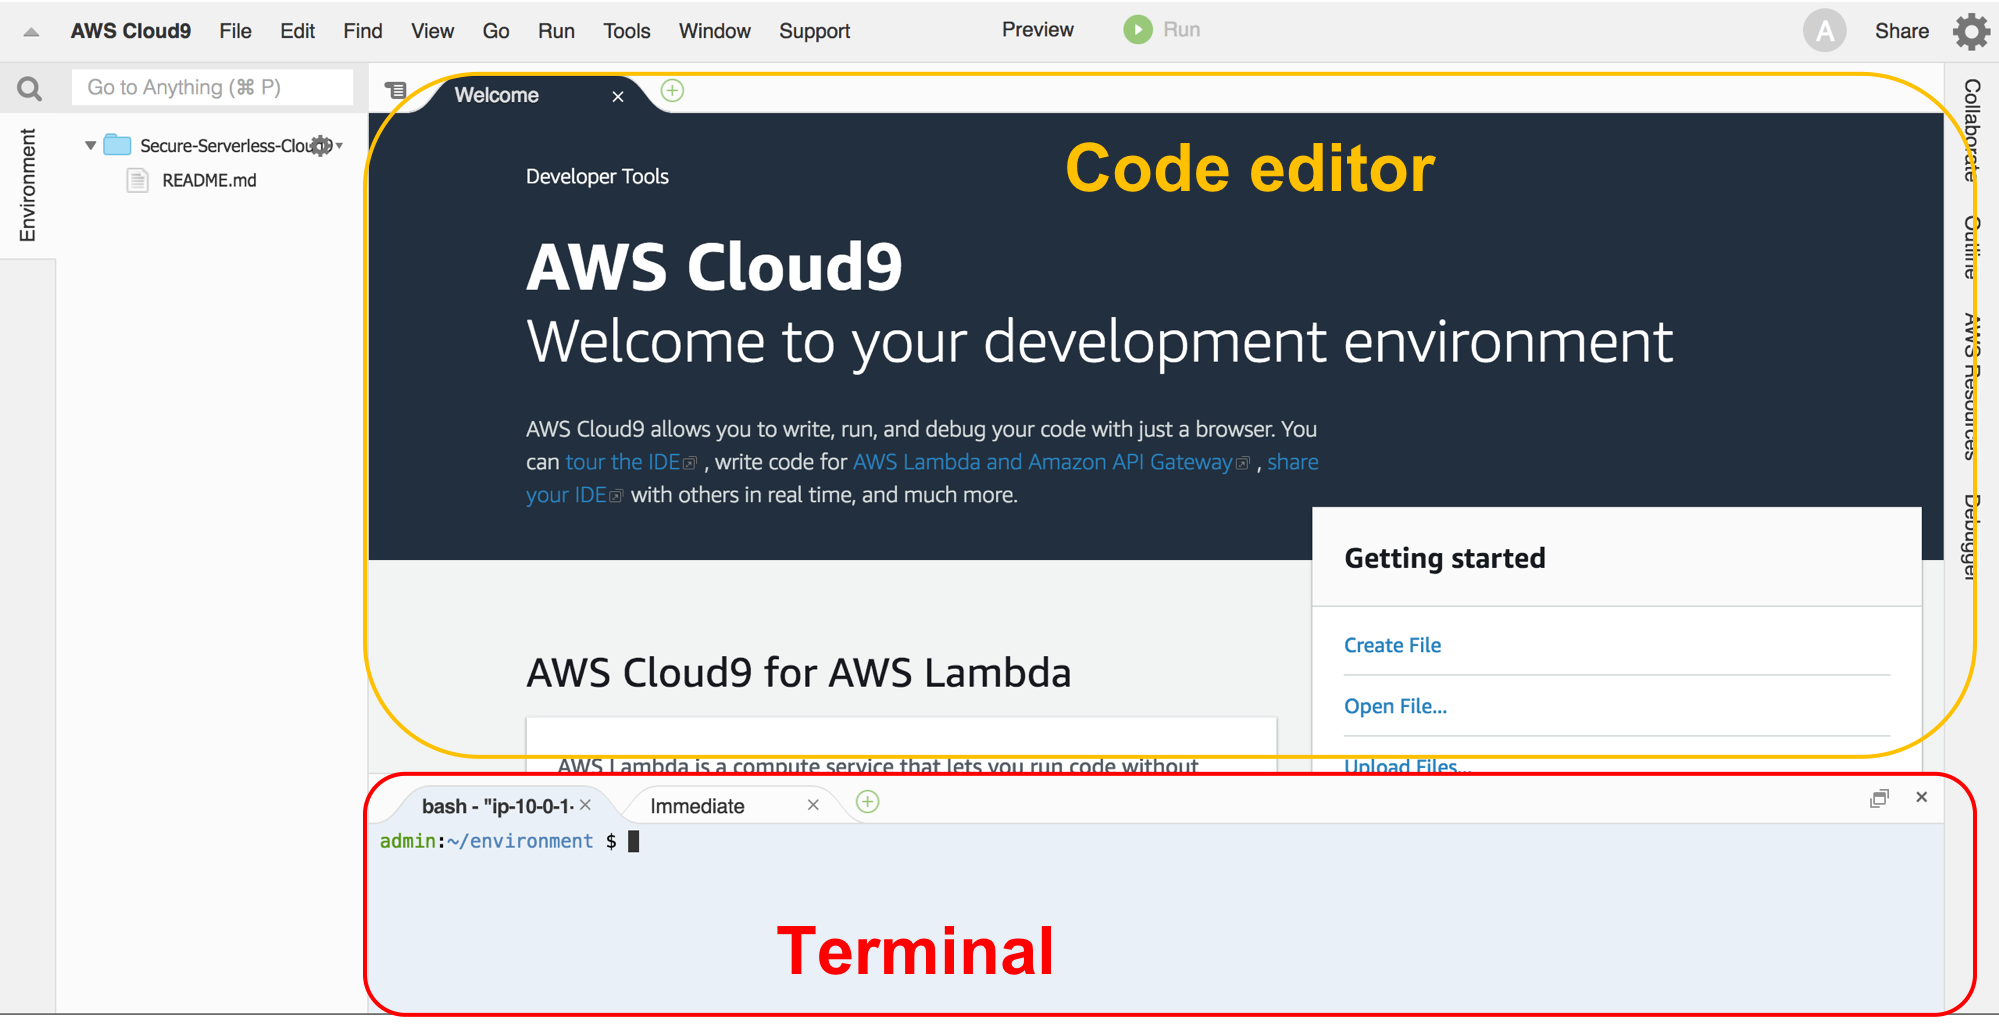 AWS Cloud9 File Edit Find View Go Run Tools Window Support Preview Run A Share
Go to Anything (⌘ P)
Environment
Secure-Serverless-Cloud9
README.md
Welcome
Code editor
Developer Tools
AWS Cloud9
Welcome to your development environment
AWS Cloud9 allows you to write, run, and debug your code with just a browser. You
can tour the IDE , write code for AWS Lambda and Amazon API Gateway , share
your IDE with others in real time, and much more.
Getting started
Create File
Open File...
Upload Files...
AWS Cloud9 for AWS Lambda
AWS Lambda is a compute service that lets you run code without
Collaborate
Outline
AWS Resources
Debugger
bash - "ip-10-0-1- Immediate
admin:~/environment $
Terminal